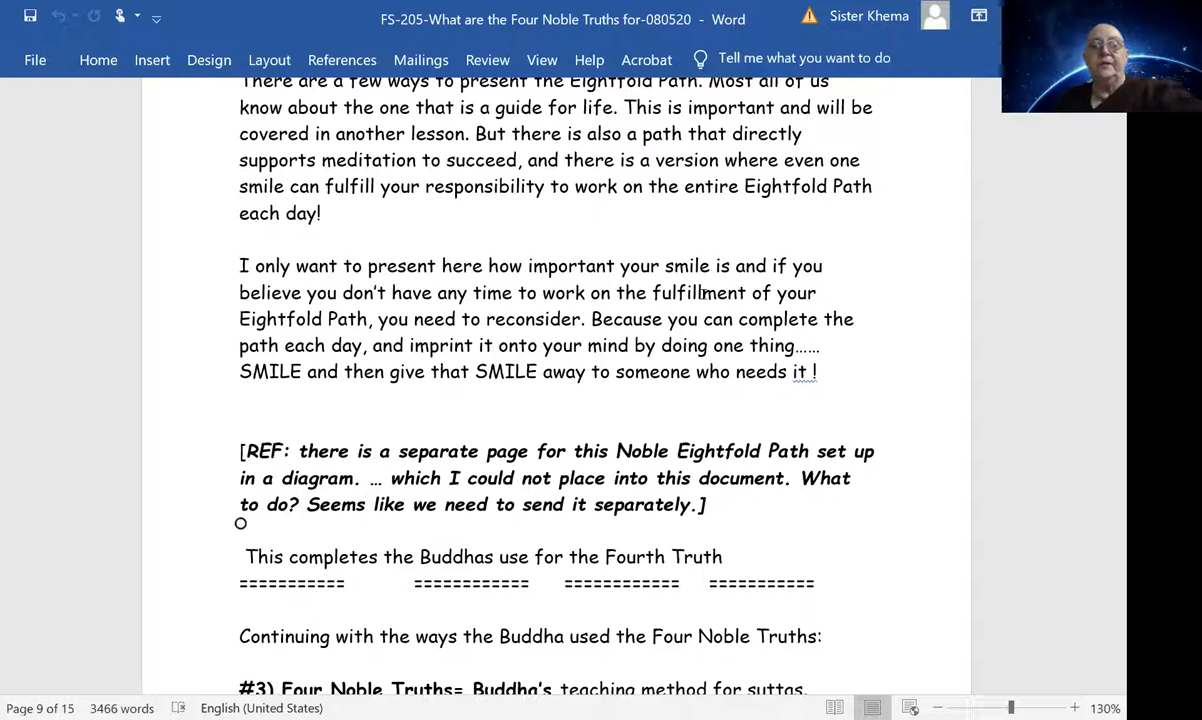 FS-205-What are the Four Noble Truths for-080520 - Word
Sister Khema
File Home Insert Design Layout References Mailings Review View Help Acrobat Tell me what you want to do
There are a few ways to present the Eightfold Path. Most all of us
know about the one that is a guide for life. This is important and will be
covered in another lesson. But there is also a path that directly
supports meditation to succeed, and there is a version where even one
smile can fulfill your responsibility to work on the entire Eightfold Path
each day!
I only want to present here how important your smile is and if you
believe you don't have any time to work on the fulfillment of your
Eightfold Path, you need to reconsider. Because you can complete the
path each day, and imprint it onto your mind by doing one thing......
SMILE and then give that SMILE away to someone who needs it !
[REF: there is a separate page for this Noble Eightfold Path set up
in a diagram. … which I could not place into this document. What
to do? Seems like we need to send it separately.]
This completes the Buddhas use for the Fourth Truth
=========== ============ ============ ===========
Continuing with the ways the Buddha used the Four Noble Truths:
#3) Four Noble Truths= Buddha's teaching method for suttas.
Page 9 of 15 3466 words English (United States) 130%